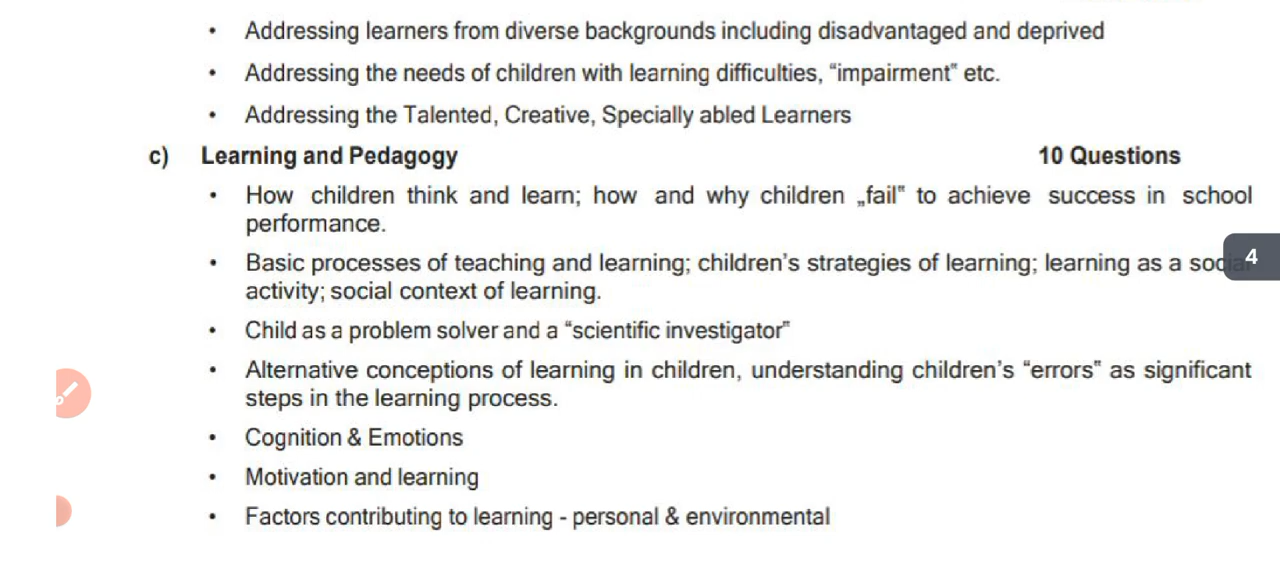 • Addressing learners from diverse backgrounds including disadvantaged and deprived
• Addressing the needs of children with learning difficulties, “impairment‟ etc.
• Addressing the Talented, Creative, Specially abled Learners
c) Learning and Pedagogy 10 Questions
• How children think and learn; how and why children „fail‟ to achieve success in school
performance.
• Basic processes of teaching and learning; children’s strategies of learning; learning as a social
4
activity; social context of learning.
• Child as a problem solver and a “scientific investigator‟
• Alternative conceptions of learning in children, understanding children’s “errors‟ as significant
steps in the learning process.
• Cognition & Emotions
• Motivation and learning
• Factors contributing to learning - personal & environmental